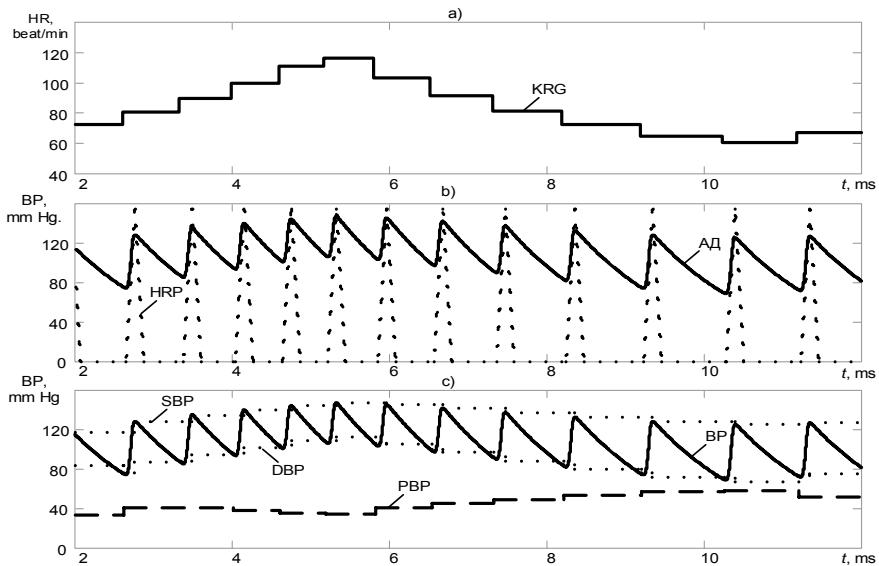 a)
HR,
beat/min
120
100
80
60
40
KRG
2 4 6 8 10 t, ms
b)
BP,
mm Hg.
120
80
40
0
HRP
АД
2 4 6 8 10 t, ms
c)
BP,
mm Hg
120
80
40
0
SBP
DBP
PBP
BP
2 4 6 8 10 t, ms